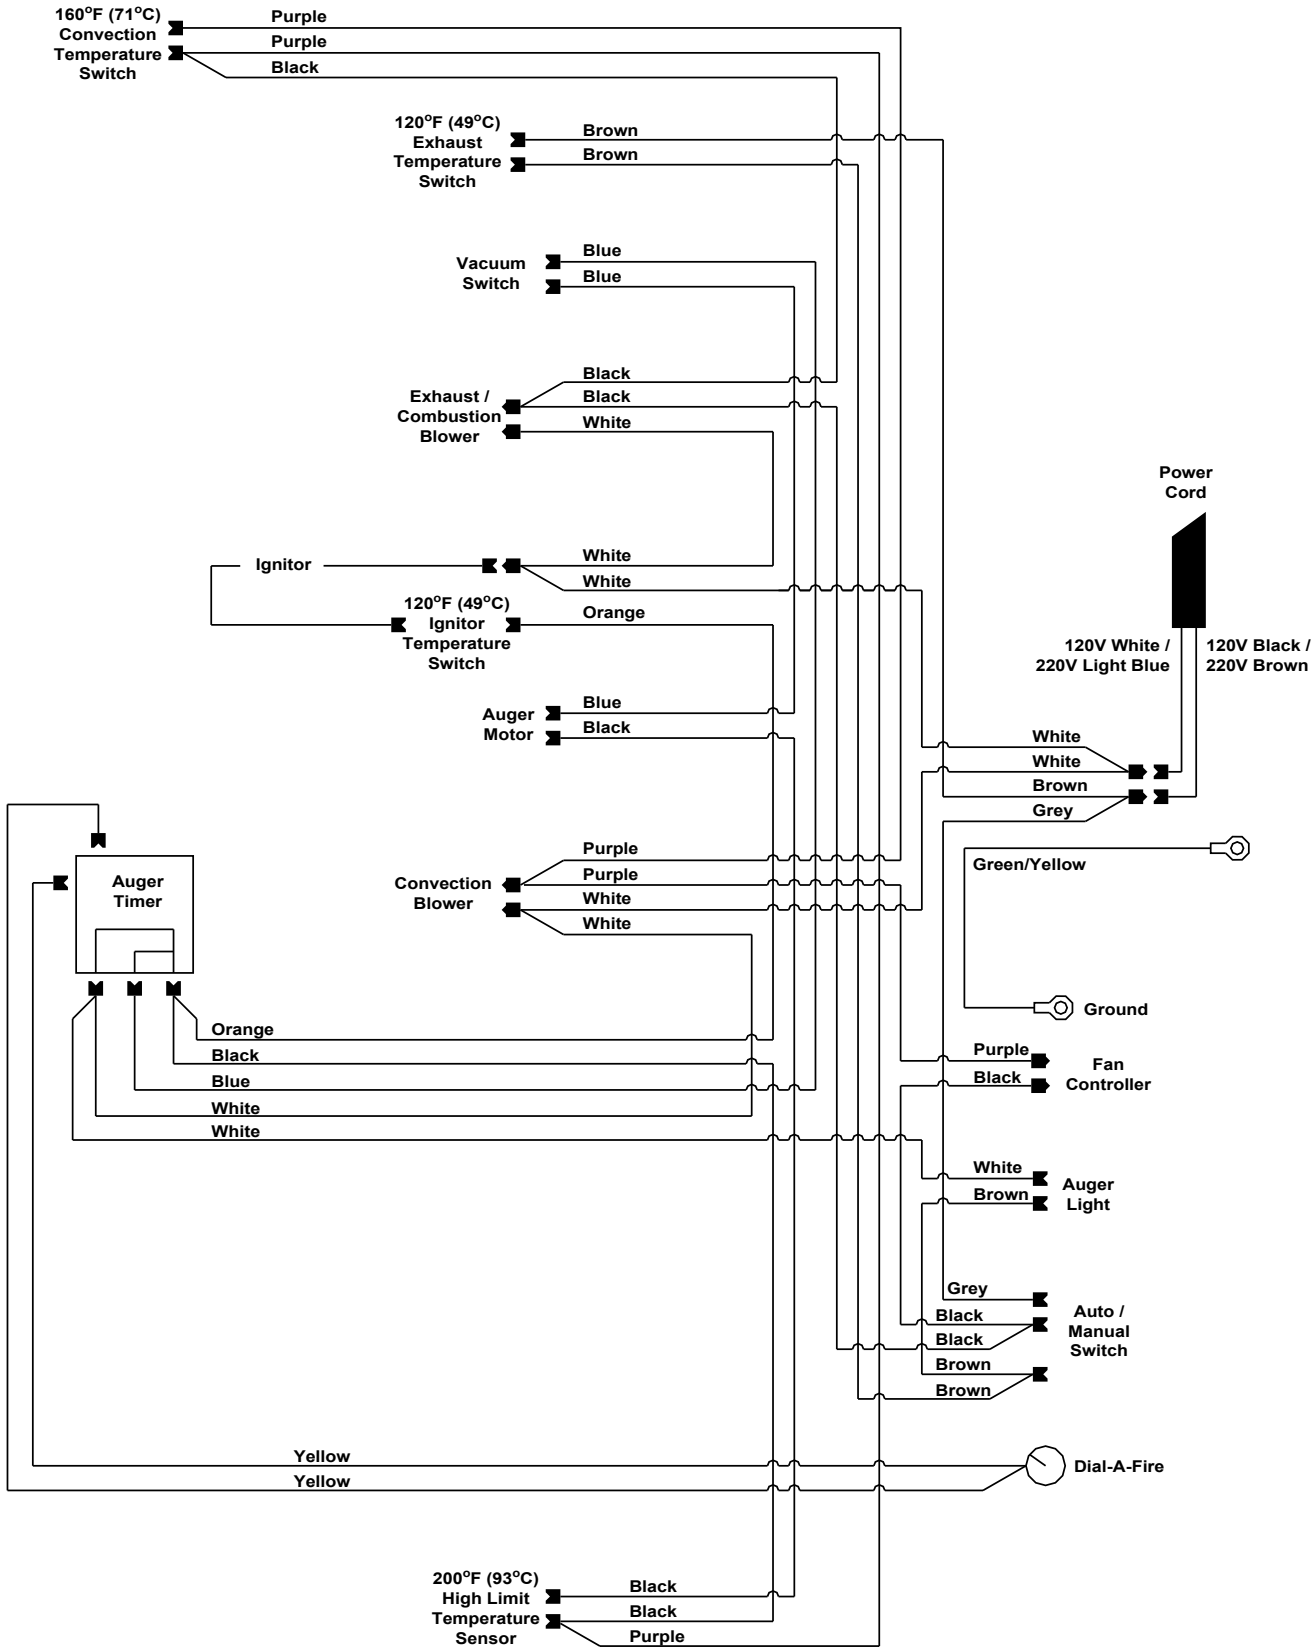 160°F (71°C)
Convection
Temperature
Switch
Purple
Purple
Black
120°F (49°C)
Exhaust
Temperature
Switch
Brown
Brown
Vacuum
Switch
Blue
Blue
Exhaust /
Combustion
Blower
Black
Black
White
Power
Cord
Ignitor
White
White
120°F (49°C)
Ignitor
Temperature
Switch
Orange
120V White /
220V Light Blue
120V Black /
220V Brown
Auger
Motor
Blue
Black
White
White
Brown
Grey
Green/Yellow
Auger
Timer
Convection
Blower
Purple
Purple
White
White
Ground
Orange
Black
Blue
White
White
Purple
Black
Fan
Controller
White
Brown
Auger
Light
Grey
Black
Black
Brown
Brown
Auto /
Manual
Switch
Yellow
Yellow
Dial-A-Fire
200°F (93°C)
High Limit
Temperature
Sensor
Black
Black
Purple